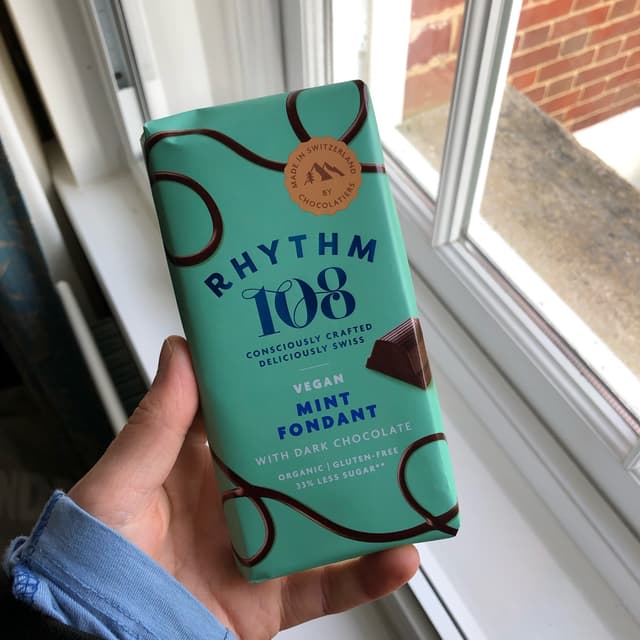 MADE IN SWITZERLAND
BY
CHOCOLATIERS
RHYTHM
108
CONSCIOUSLY CRAFTED
DELICIOUSLY SWISS
VEGAN
MINT
FONDANT
WITH DARK CHOCOLATE
ORGANIC | GLUTEN-FREE
33% LESS SUGAR**